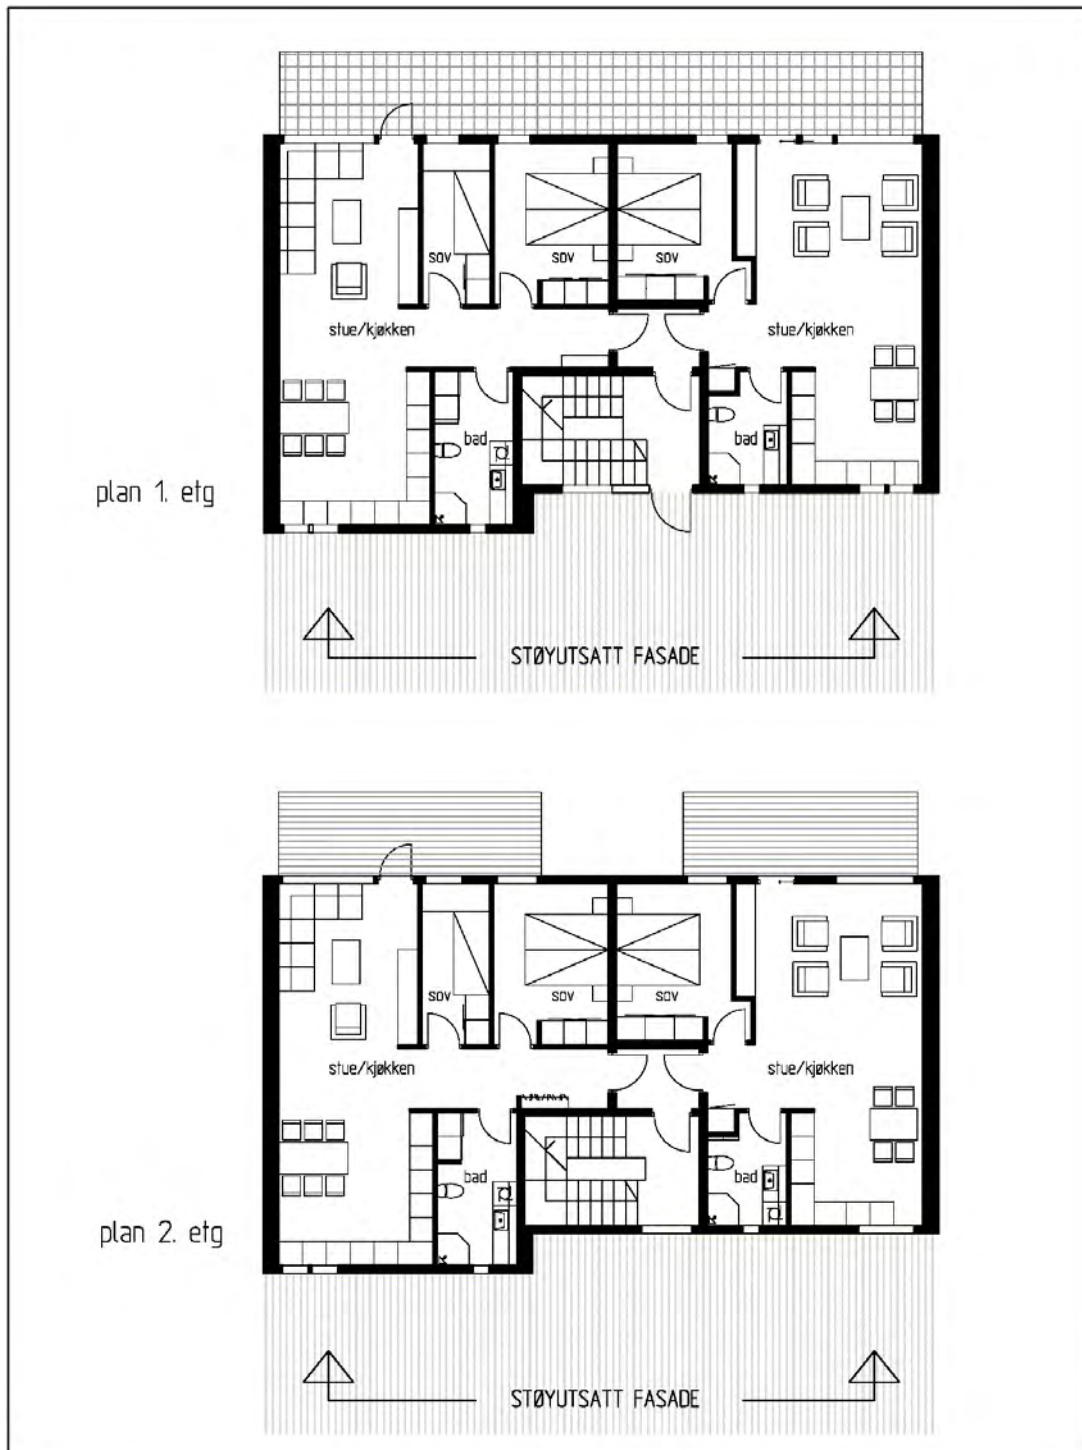 sov
sov
sov
stue/kjøkken
stue/kjøkken
bad
bad
plan 1. etg
STØYUTSATT FASADE
sov
sov
sov
stue/kjøkken
stue/kjøkken
bad
bad
plan 2. etg
STØYUTSATT FASADE